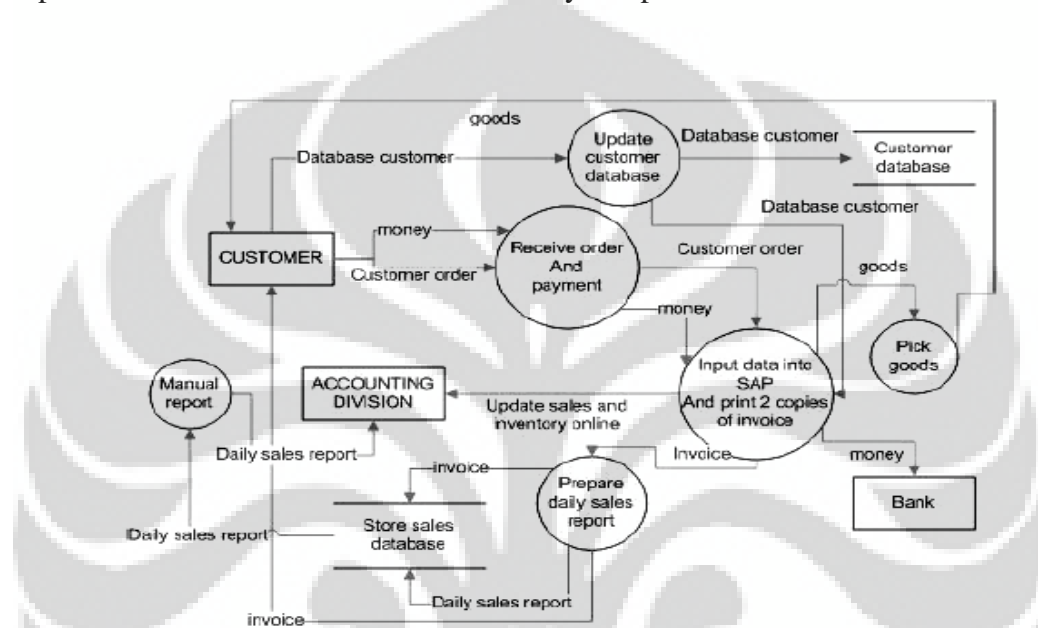 goods
Update
customer
database
Database customer
Database customer
Customer
database
Database customer
CUSTOMER
money
Customer order
Receive order
And
payment
Customer order
goods
money
Pick
goods
Manual
report
ACCOUNTING
DIVISION
Input data into
SAP
And print 2 copies
of invoice
Update sales and
inventory online
Daily sales report
invoice
Invoice
money
Prepare
daily sales
report
Bank
Store sales
database
Daily sales report
Daily sales report
invoice